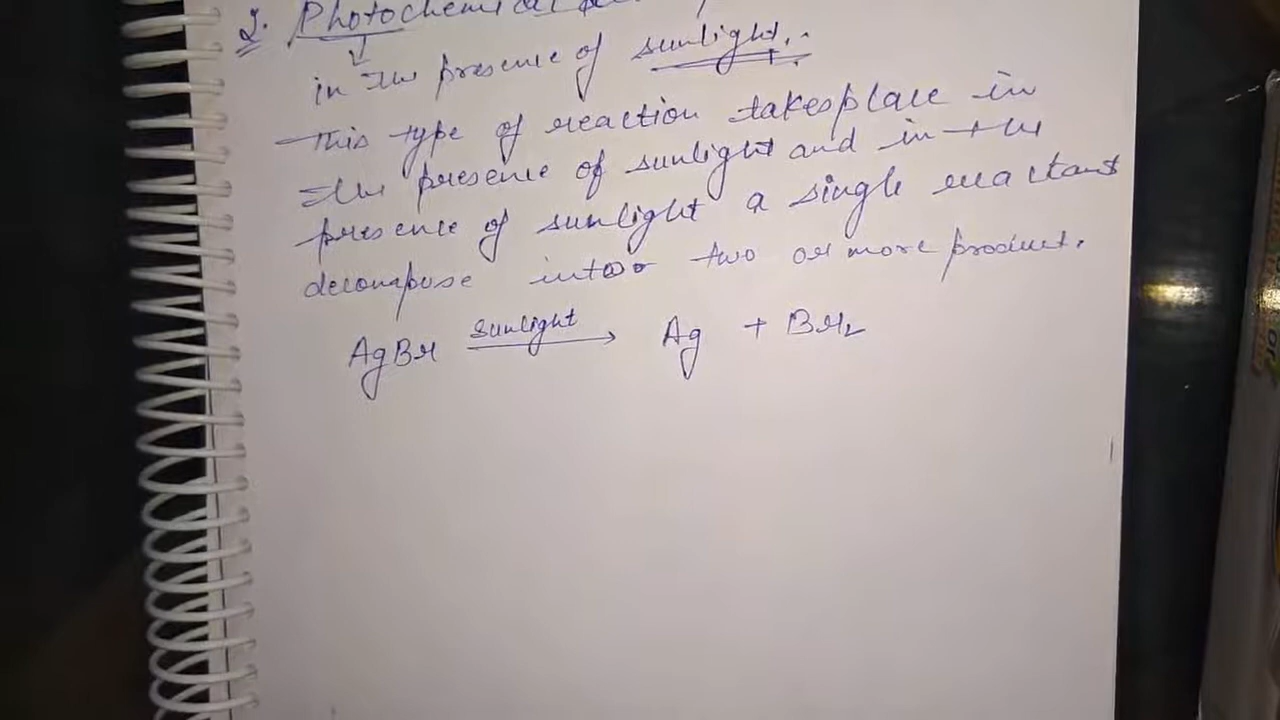 2. Photochemical
in the presence of sunlight.
This type of reaction takesplace in
the presence of sunlight and in the
presence of sunlight a single reactant
decompose into two or more product.
AgBr sunlight → Ag + Br₂
or